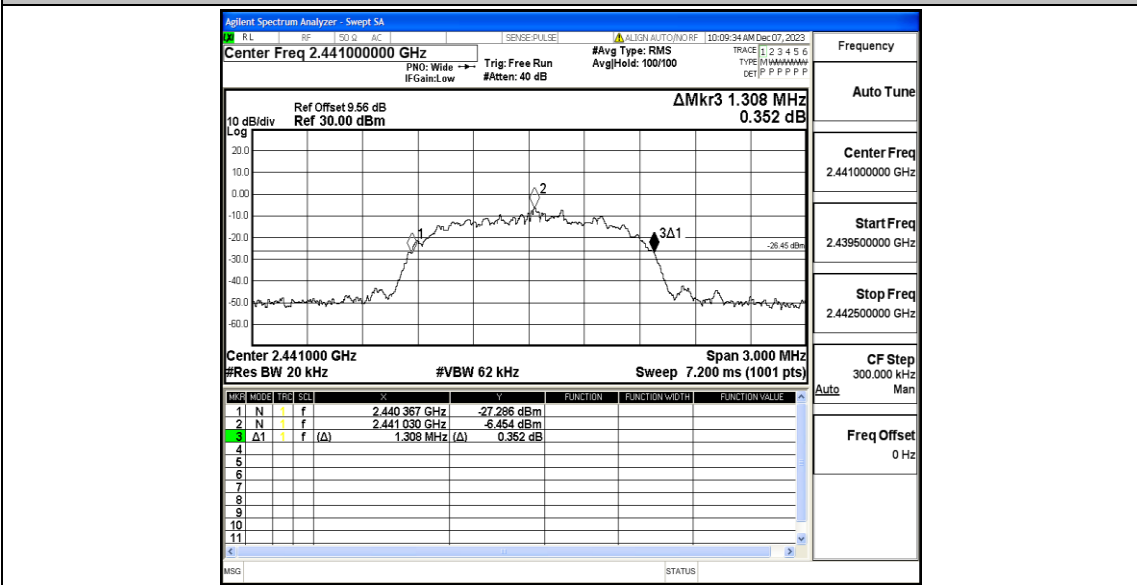 Agilent Spectrum Analyzer - Swept SA
RL RF 50 Ω AC SENSE:PULSE ALIGN AUTO/NO RF 10:09:34 AM Dec 07, 2023
Center Freq 2.441000000 GHz
PNO: Wide
IFGain:Low
Trig: Free Run
#Atten: 40 dB
#Avg Type: RMS
Avg|Hold: 100/100
TRACE 1 2 3 4 5 6
TYPE M
DET P P P P P P
Frequency
Auto Tune
Center Freq
2.441000000 GHz
Start Freq
2.439500000 GHz
Stop Freq
2.442500000 GHz
CF Step
300.000 kHz
Auto Man
Freq Offset
0 Hz
ΔMkr3 1.308 MHz
0.352 dB
Ref Offset 9.56 dB
10 dB/div Ref 30.00 dBm
Log
20.0
10.0
0.00
-10.0
-20.0
-30.0
-40.0
-50.0
-60.0
1
2
3Δ1
-26.45 dBm
Center 2.441000 GHz Span 3.000 MHz
#Res BW 20 kHz #VBW 62 kHz Sweep 7.200 ms (1001 pts)
MKR MODE TRC SCL X Y FUNCTION FUNCTION WIDTH FUNCTION VALUE
1 N 1 f 2.440 367 GHz -27.286 dBm
2 N 1 f 2.441 030 GHz -6.454 dBm
3 Δ1 1 f (Δ) 1.308 MHz (Δ) 0.352 dB
4
5
6
7
8
9
10
11
MSG STATUS